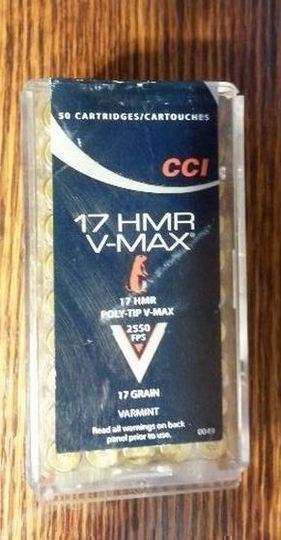 50 CARTRIDGES/CARTOUCHES
CCI
17 HMR
V-MAX®
17 HMR
POLY-TIP V-MAX
2550
FPS
17 GRAIN
VARMINT
Read all warnings on back
panel prior to use.
0049